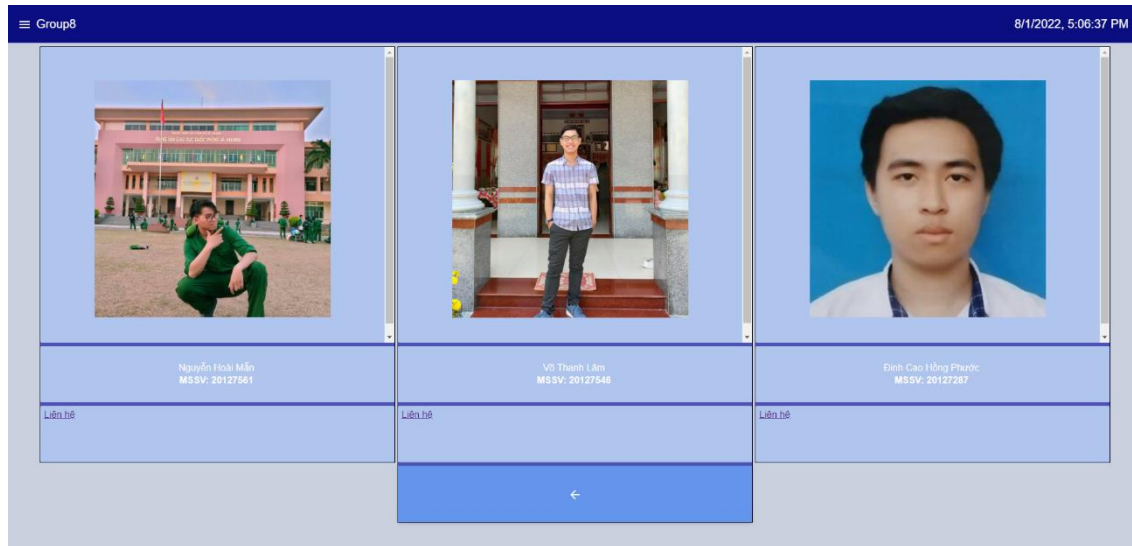 Group8
8/1/2022, 5:06:37 PM
Nguyễn Hoài Mẫn
MSSV: 20127561
Liên hệ
Võ Thanh Lâm
MSSV: 20127546
Liên hệ
Đinh Cao Hồng Phước
MSSV: 20127287
Liên hệ